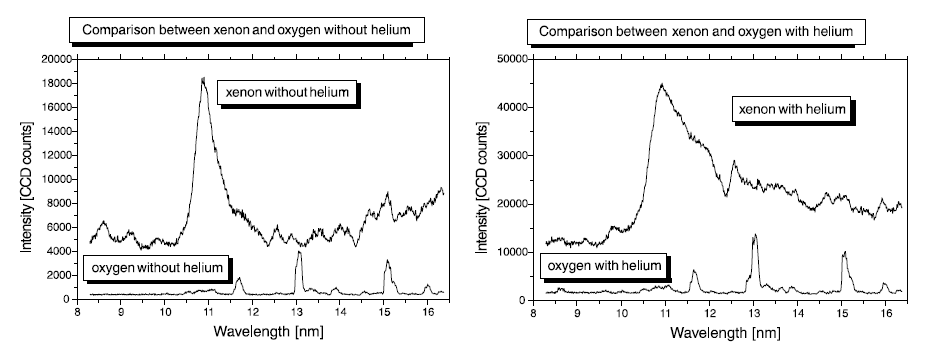 Comparison between xenon and oxygen without helium
20000
18000
16000
14000
12000
10000
8000
6000
4000
2000
0
Intensity [CCD counts]
xenon without helium
oxygen without helium
8 9 10 11 12 13 14 15 16
Wavelength [nm]
Comparison between xenon and oxygen with helium
50000
40000
30000
20000
10000
0
Intensity [CCD counts]
xenon with helium
oxygen with helium
8 9 10 11 12 13 14 15 16
Wavelength [nm]